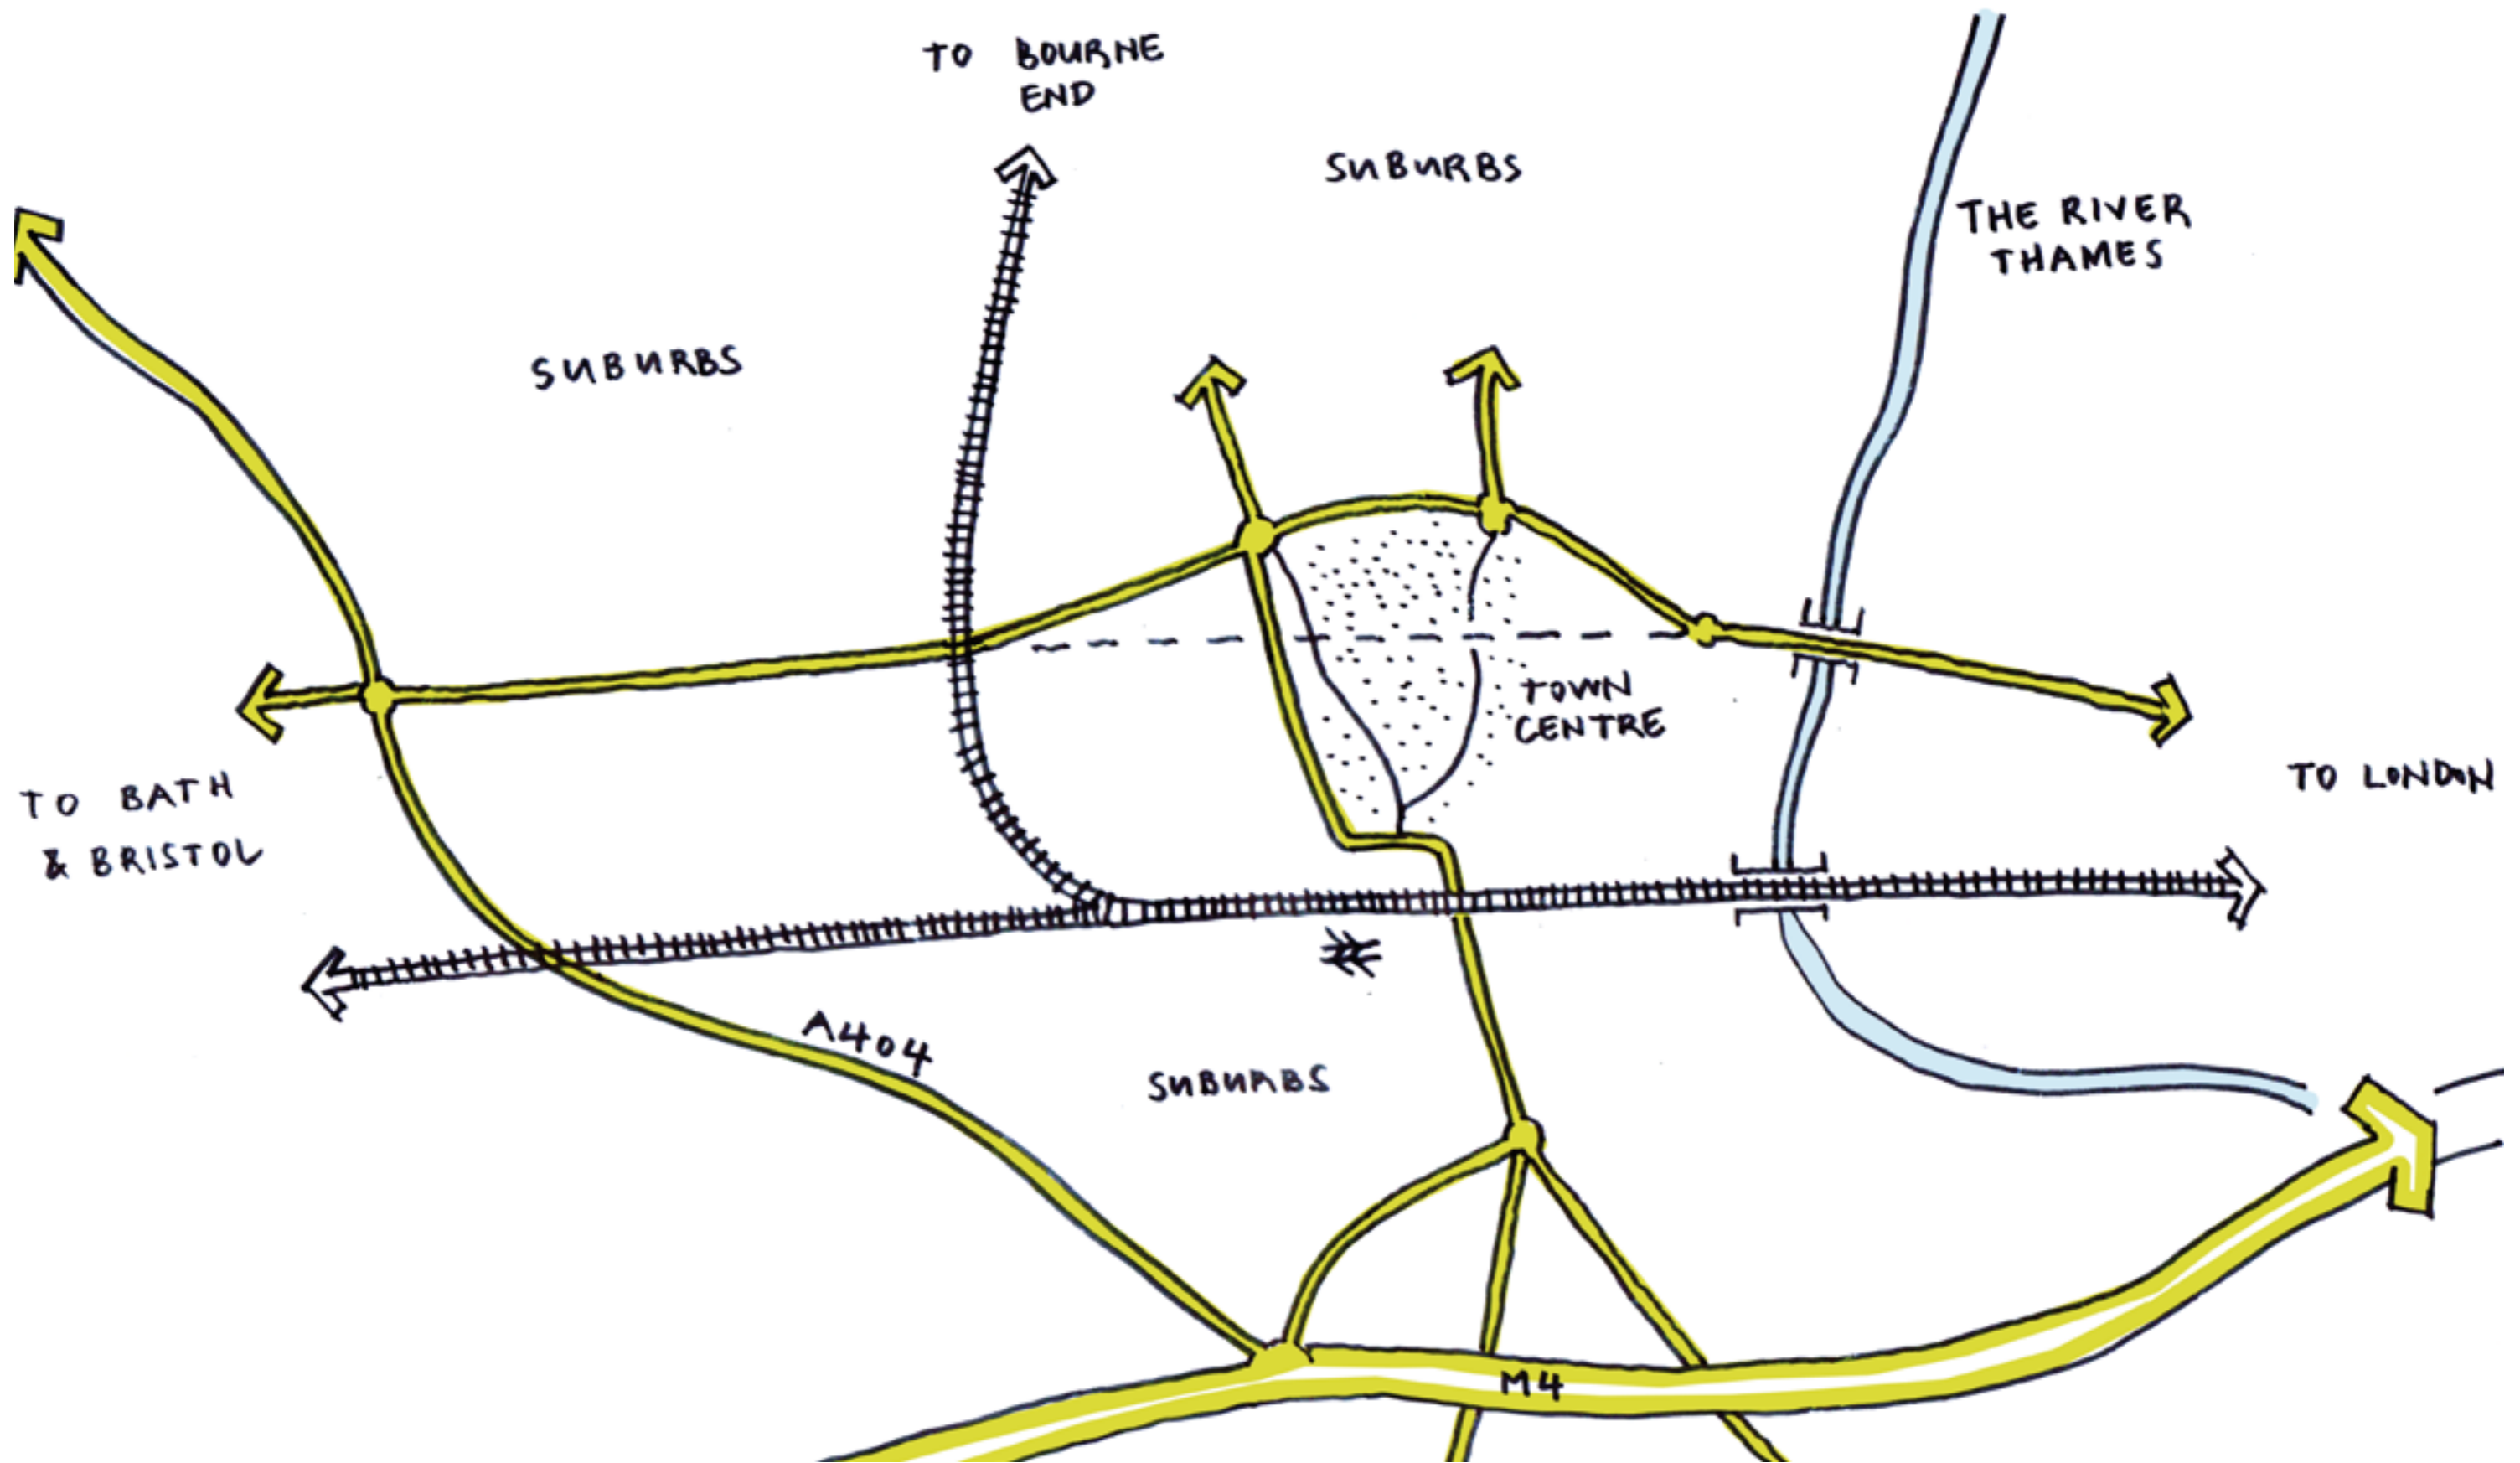 TO BOURNE
END
SUBURBS
THE RIVER
THAMES
SUBURBS
TOWN
CENTRE
TO LONDON
TO BATH
& BRISTOL
A404
SUBURBS
M4